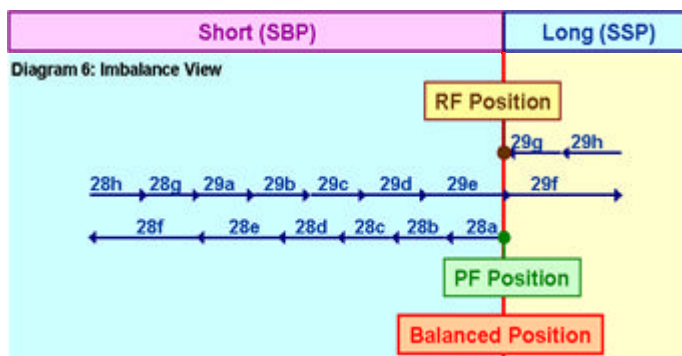 Short (SBP) Long (SSP)
Diagram 6: Imbalance View
RF Position
29g 29h
28h 28g 29a 29b 29c 29d 29e 29f
28f 28e 28d 28c 28b 28a
PF Position
Balanced Position